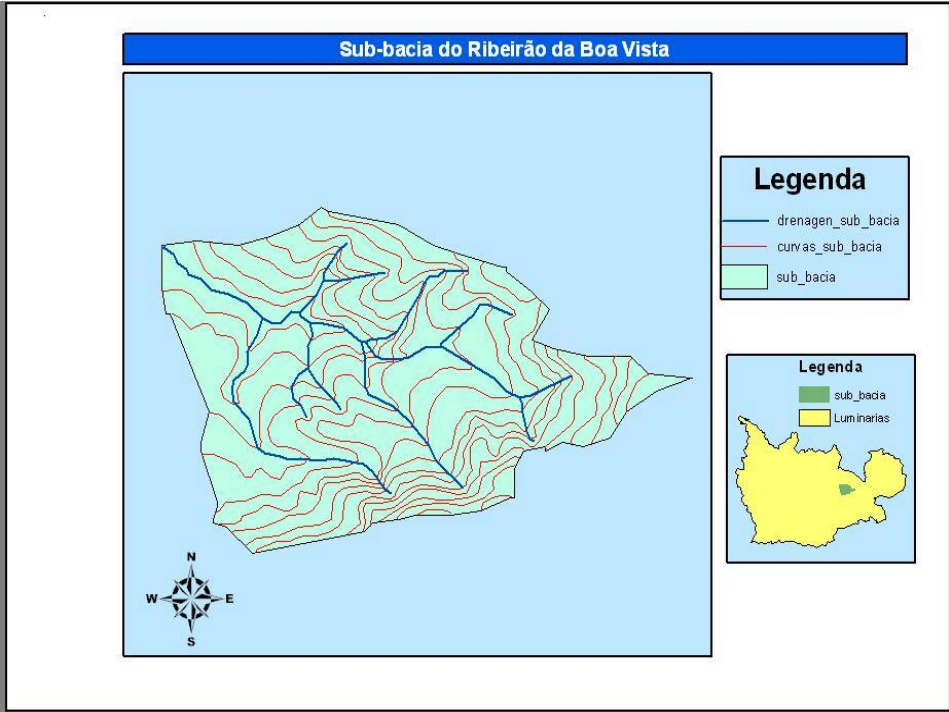 Sub-bacia do Ribeirão da Boa Vista
Legenda
drenagen_sub_bacia
curvas_sub_bacia
sub_bacia
Legenda
sub_bacia
Luminarias
N
W E
S